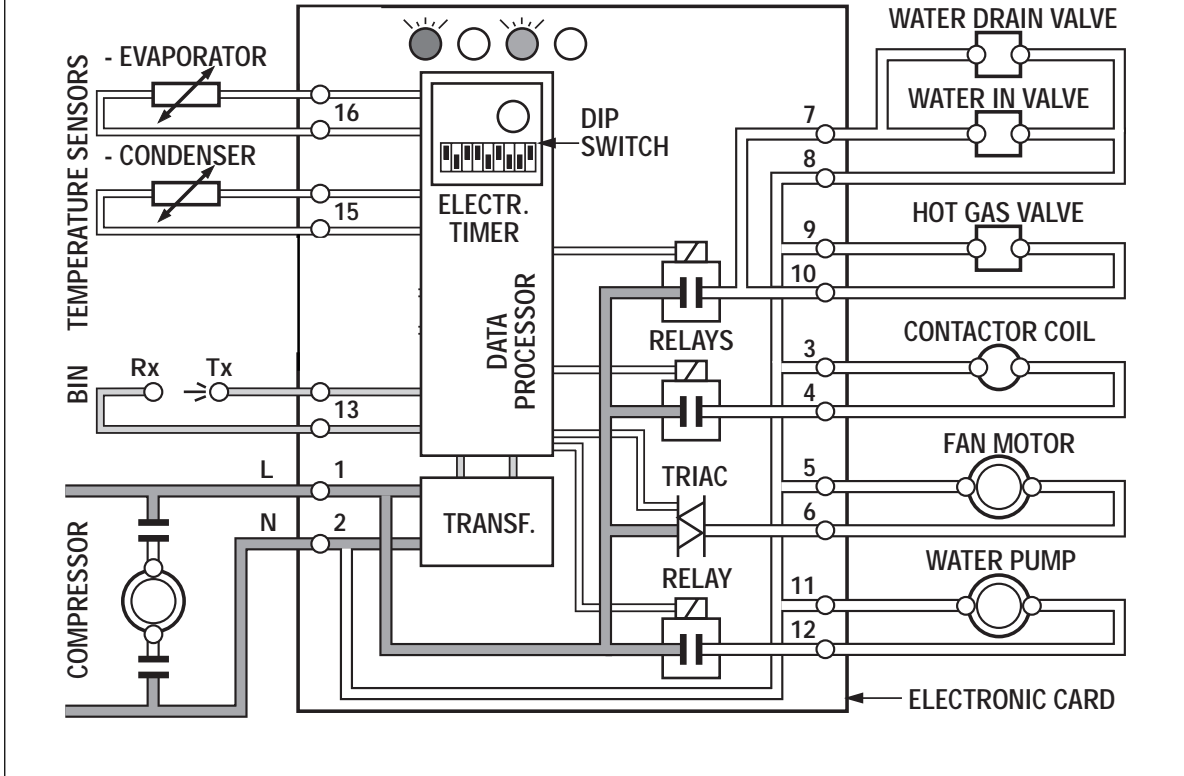 WATER DRAIN VALVE
- EVAPORATOR
WATER IN VALVE
7
16
DIP
SWITCH
TEMPERATURE SENSORS
- CONDENSER
8
ELECTR.
TIMER
15
HOT GAS VALVE
9
10
DATA
PROCESSOR
RELAYS
CONTACTOR COIL
3
BIN
Rx
Tx
13
4
FAN MOTOR
L
1
TRIAC
5
N
2
TRANSF.
6
COMPRESSOR
WATER PUMP
RELAY
11
12
ELECTRONIC CARD